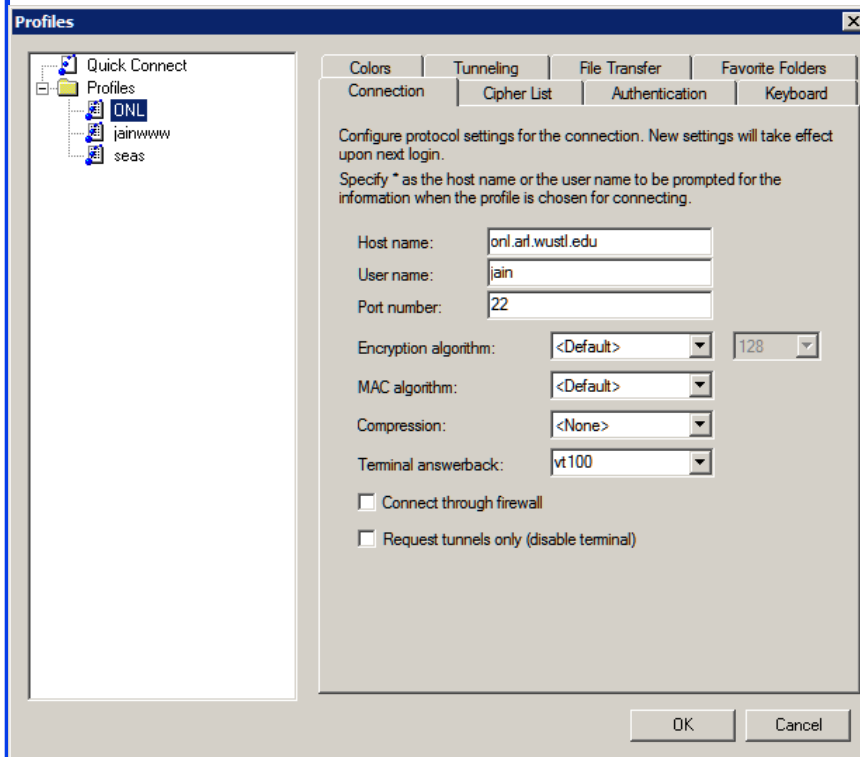 Profiles
Quick Connect
Profiles
ONL
jainwww
seas
Colors Tunneling File Transfer Favorite Folders
Connection Cipher List Authentication Keyboard
Configure protocol settings for the connection. New settings will take effect
upon next login.
Specify * as the host name or the user name to be prompted for the
information when the profile is chosen for connecting.
Host name: onl.arl.wustl.edu
User name: jain
Port number: 22
Encryption algorithm: <Default> 128
MAC algorithm: <Default>
Compression: <None>
Terminal answerback: vt100
Connect through firewall
Request tunnels only (disable terminal)
OK Cancel